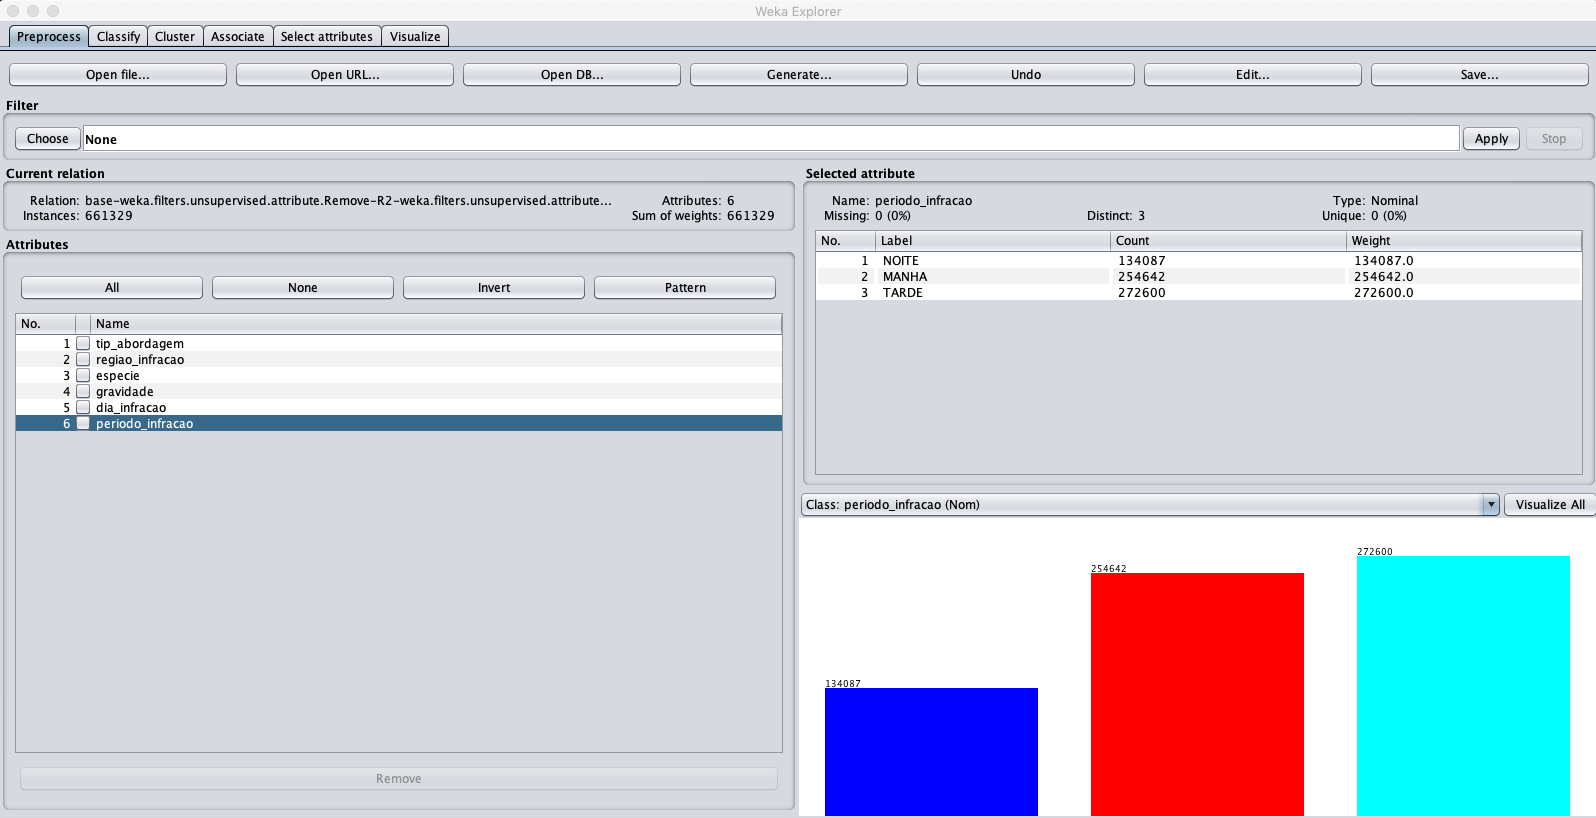 Weka Explorer
Preprocess Classify Cluster Associate Select attributes Visualize
Open file... Open URL... Open DB... Generate... Undo Edit... Save...
Filter
Choose None Apply Stop
Current relation
Relation: base-weka.filters.unsupervised.attribute.Remove-R2-weka.filters.unsupervised.attribute... Attributes: 6
Instances: 661329 Sum of weights: 661329
Attributes
All None Invert Pattern
No. Name
1 tip_abordagem
2 regiao_infracao
3 especie
4 gravidade
5 dia_infracao
6 periodo_infracao
Remove
Selected attribute
Name: periodo_infracao Type: Nominal
Missing: 0 (0%) Distinct: 3 Unique: 0 (0%)
No. Label Count Weight
1 NOITE 134087 134087.0
2 MANHA 254642 254642.0
3 TARDE 272600 272600.0
Class: periodo_infracao (Nom) Visualize All
134087
254642
272600